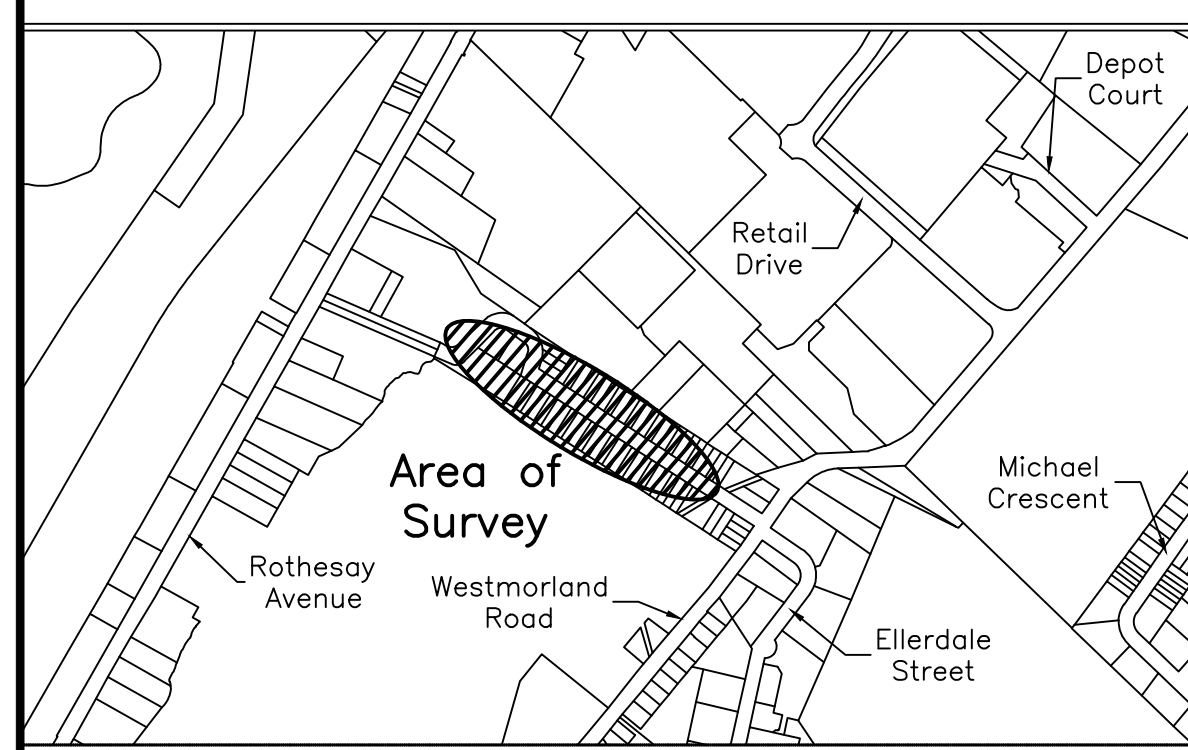 Depot
Court
Retail
Drive
Area of
Survey
Michael
Crescent
Rothesay
Avenue
Westmorland
Road
Ellerdale
Street